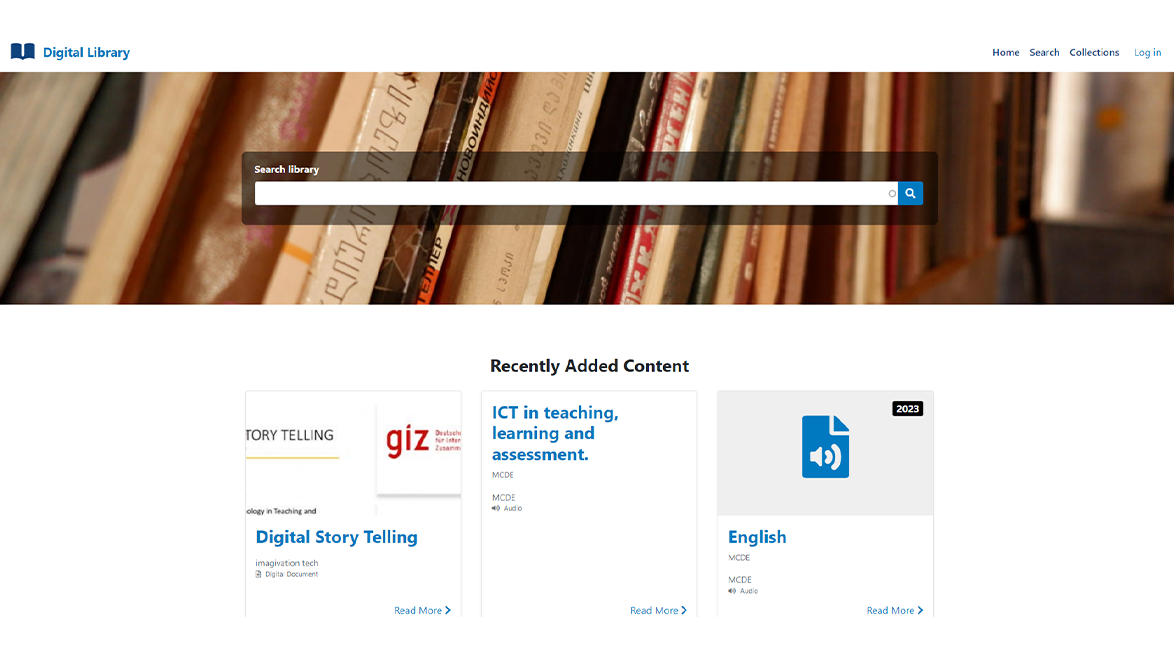 Digital Library
Home Search Collections Log in
НОВОИНДИЙС
ТЕЛЛЕР
Search library
Recently Added Content
TORY TELLING
giz Deutsche
für Inter
Zusamm
ology in Teaching and
Digital Story Telling
imagivation tech
Digital Document
Read More
ICT in teaching,
learning and
assessment.
MCDE
MCDE
Audio
Read More
2023
English
MCDE
MCDE
Audio
Read More